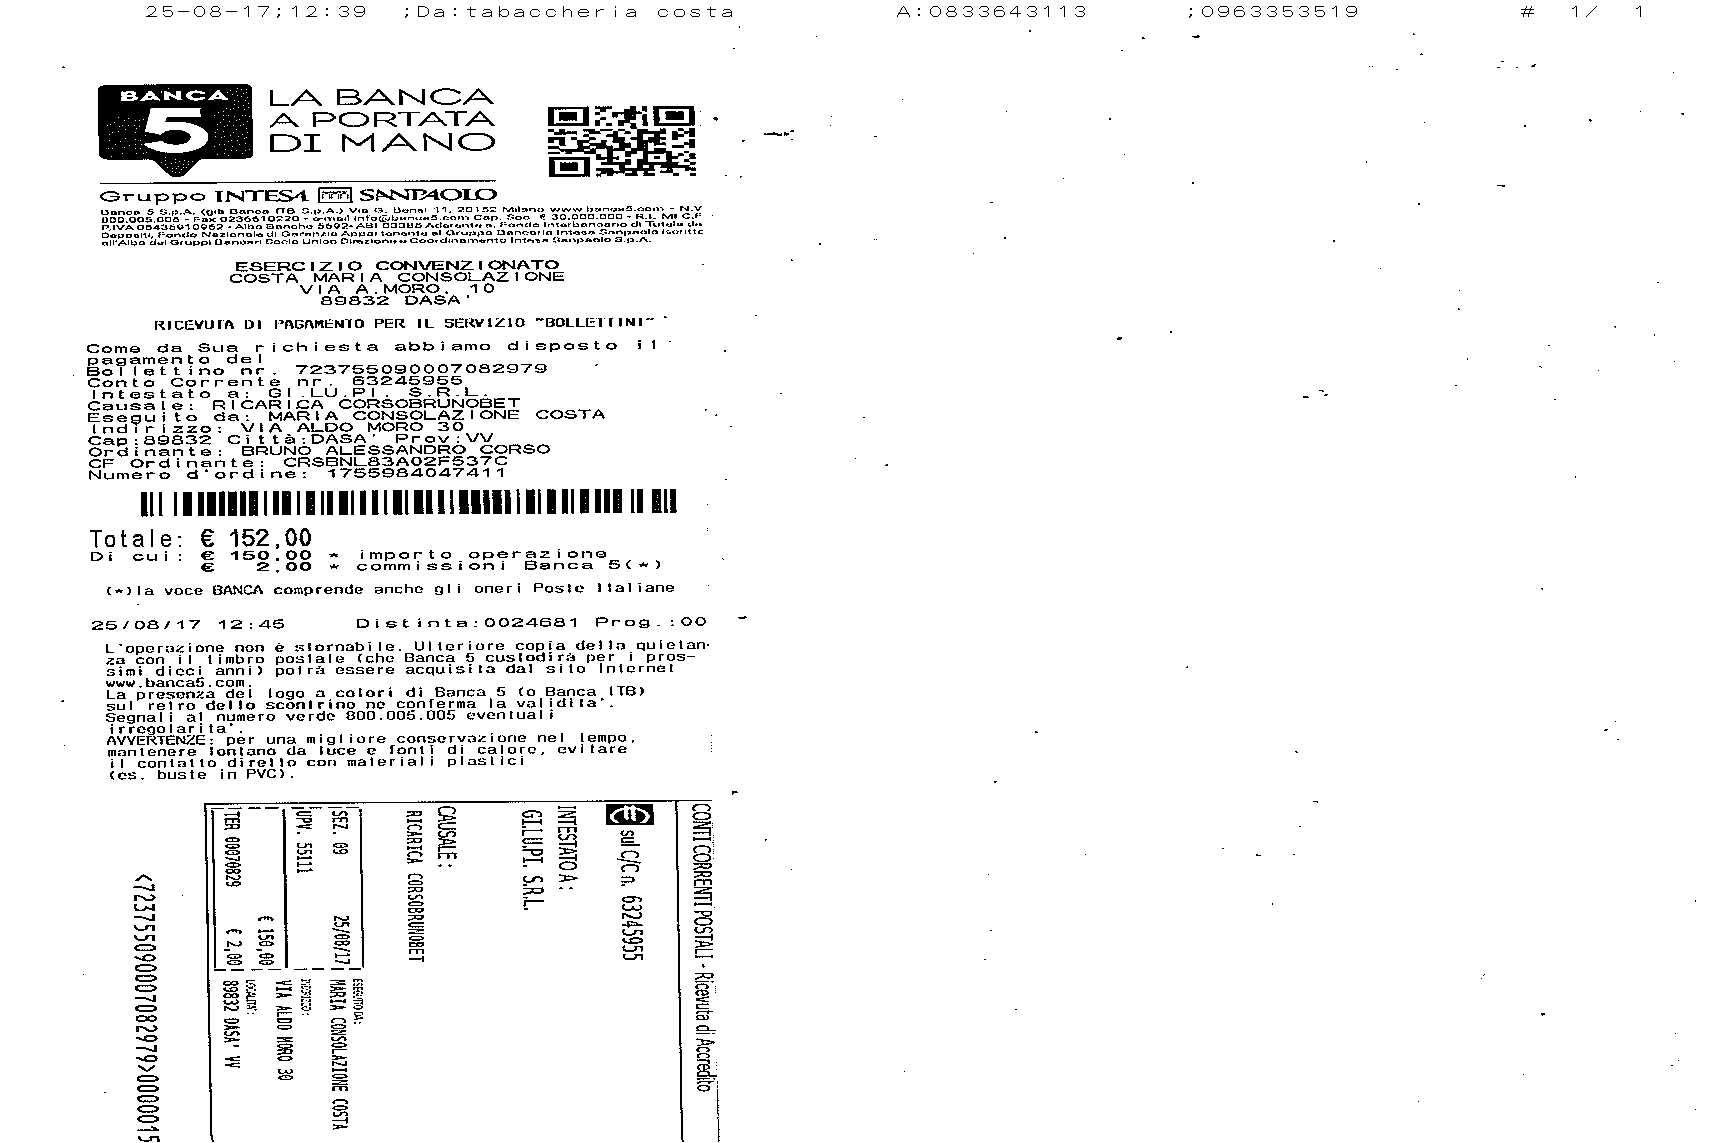 25-08-17;12:39 ;Da:tabaccheria costa A:0833643113 ;0963353519 # 1/ 1
BANCA 5
LA BANCA
A PORTATA
DI MANO
Gruppo INTESA SANPAOLO
Banca 5 S.p.A. (già Banca ITB S.p.A.) Via G. Bensi 11, 20152 Milano www.banca5.com - N.V
800.005.005 - Fax 0236610220 - e-mail info@banca5.com Cap. Soc. € 30.000.000 - R.I. MI C.F
P.IVA 06435910962 - Albo Banche 5692- ABI 03385 Aderente a, Fondo Interbancario di Tutela dei
Depositi, Fondo Nazionale di Garanzia Appartenente al Gruppo Bancario Intesa Sanpaolo iscritto
all'Albo dei Gruppi Bancari Socio Unico Direzione e Coordinamento Intesa Sanpaolo S.p.A.
ESERCIZIO CONVENZIONATO
COSTA MARIA CONSOLAZIONE
VIA A.MORO, 10
89832 DASA'
RICEVUTA DI PAGAMENTO PER IL SERVIZIO "BOLLETTINI"
Come da Sua richiesta abbiamo disposto il
pagamento del
Bollettino nr. 723755090007082979
Conto Corrente nr. 63245955
Intestato a: GI.LU.PI. S.R.L.
Causale: RICARICA CORSOBRUNOBET
Eseguito da: MARIA CONSOLAZIONE COSTA
Indirizzo: VIA ALDO MORO 30
Cap:89832 Città:DASA' Prov:VV
Ordinante: BRUNO ALESSANDRO CORSO
CF Ordinante: CRSBNL83A02F537C
Numero d'ordine: 1755984047411
Totale: € 152,00
Di cui: € 150,00 * importo operazione
€ 2,00 * commissioni Banca 5(*)
(*)la voce BANCA comprende anche gli oneri Poste Italiane
25/08/17 12:45 Distinta:0024681 Prog.:00
L'operazione non è stornabile. Ulteriore copia della quietan-
za con il timbro postale (che Banca 5 custodirà per i pros-
simi dieci anni) potrà essere acquisita dal sito Internet
www.banca5.com.
La presenza del logo a colori di Banca 5 (o Banca ITB)
sul retro dello scontrino ne conferma la validita'.
Segnali al numero verde 800.005.005 eventuali
irregolarita'.
AVVERTENZE: per una migliore conservazione nel tempo,
mantenere lontano da luce e fonti di calore, evitare
il contatto diretto con materiali plastici
(es. buste in PVC).
CONTI CORRENTI POSTALI - Ricevuta di Accredito
sul C/C n. 63245955
INTESTATO A:
GI.LU.PI. S.R.L.
CAUSALE:
RICARICA CORSOBRUNOBET
SEZ. 09 25/08/17
UPV. 55111
€ 150,00
TER 00070829 € 2,00
ESEGUITO DA:
MARIA CONSOLAZIONE COSTA
INDIRIZZO:
VIA ALDO MORO 30
LOCALITA':
89832 DASA' VV
<723755090007082979>0000015